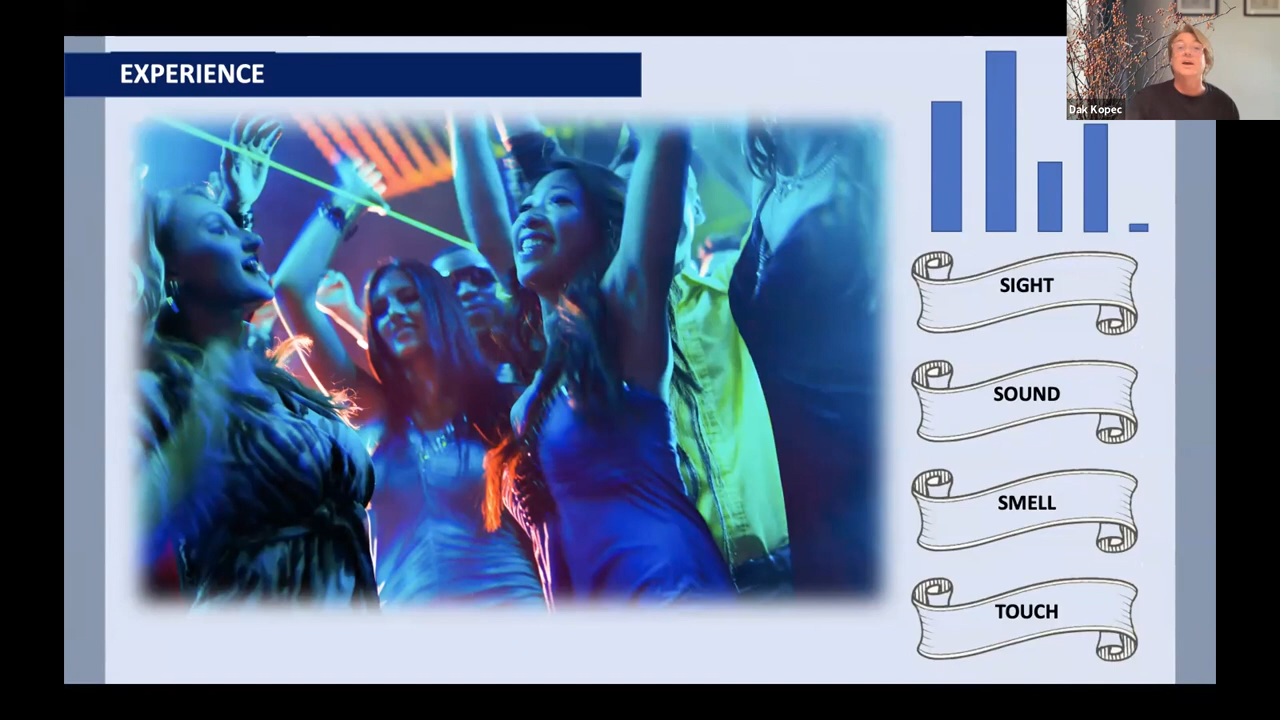 EXPERIENCE
Dak Kopec
SIGHT
SOUND
SMELL
TOUCH